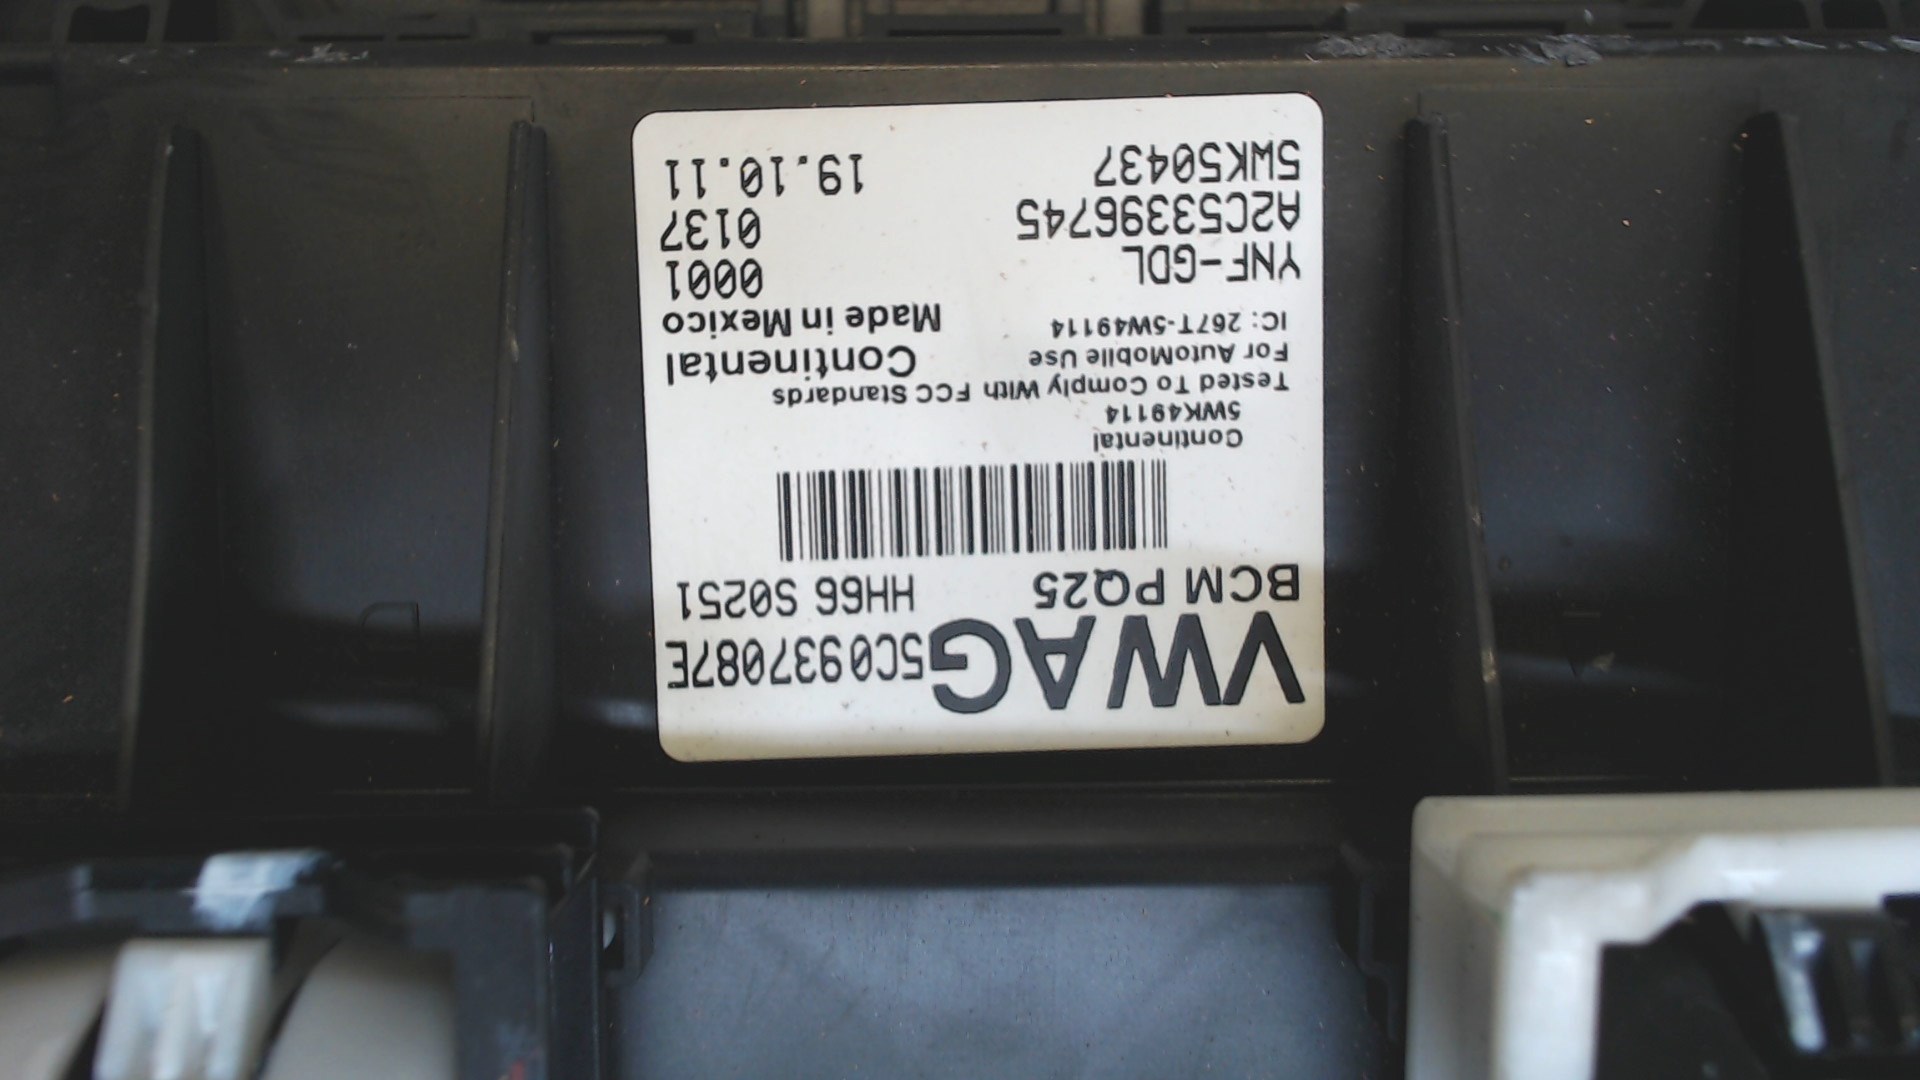 VWAG 5C0937087E
BCM PQ25 HH66 S0251
Continental
5WK49114
Tested To Comply With FCC Standards
For AutoMobile Use
IC: 267T-5W49114
Continental
Made in Mexico
YNF-GDL 0001
A2C53396745 0137
5WK50437 19.10.11